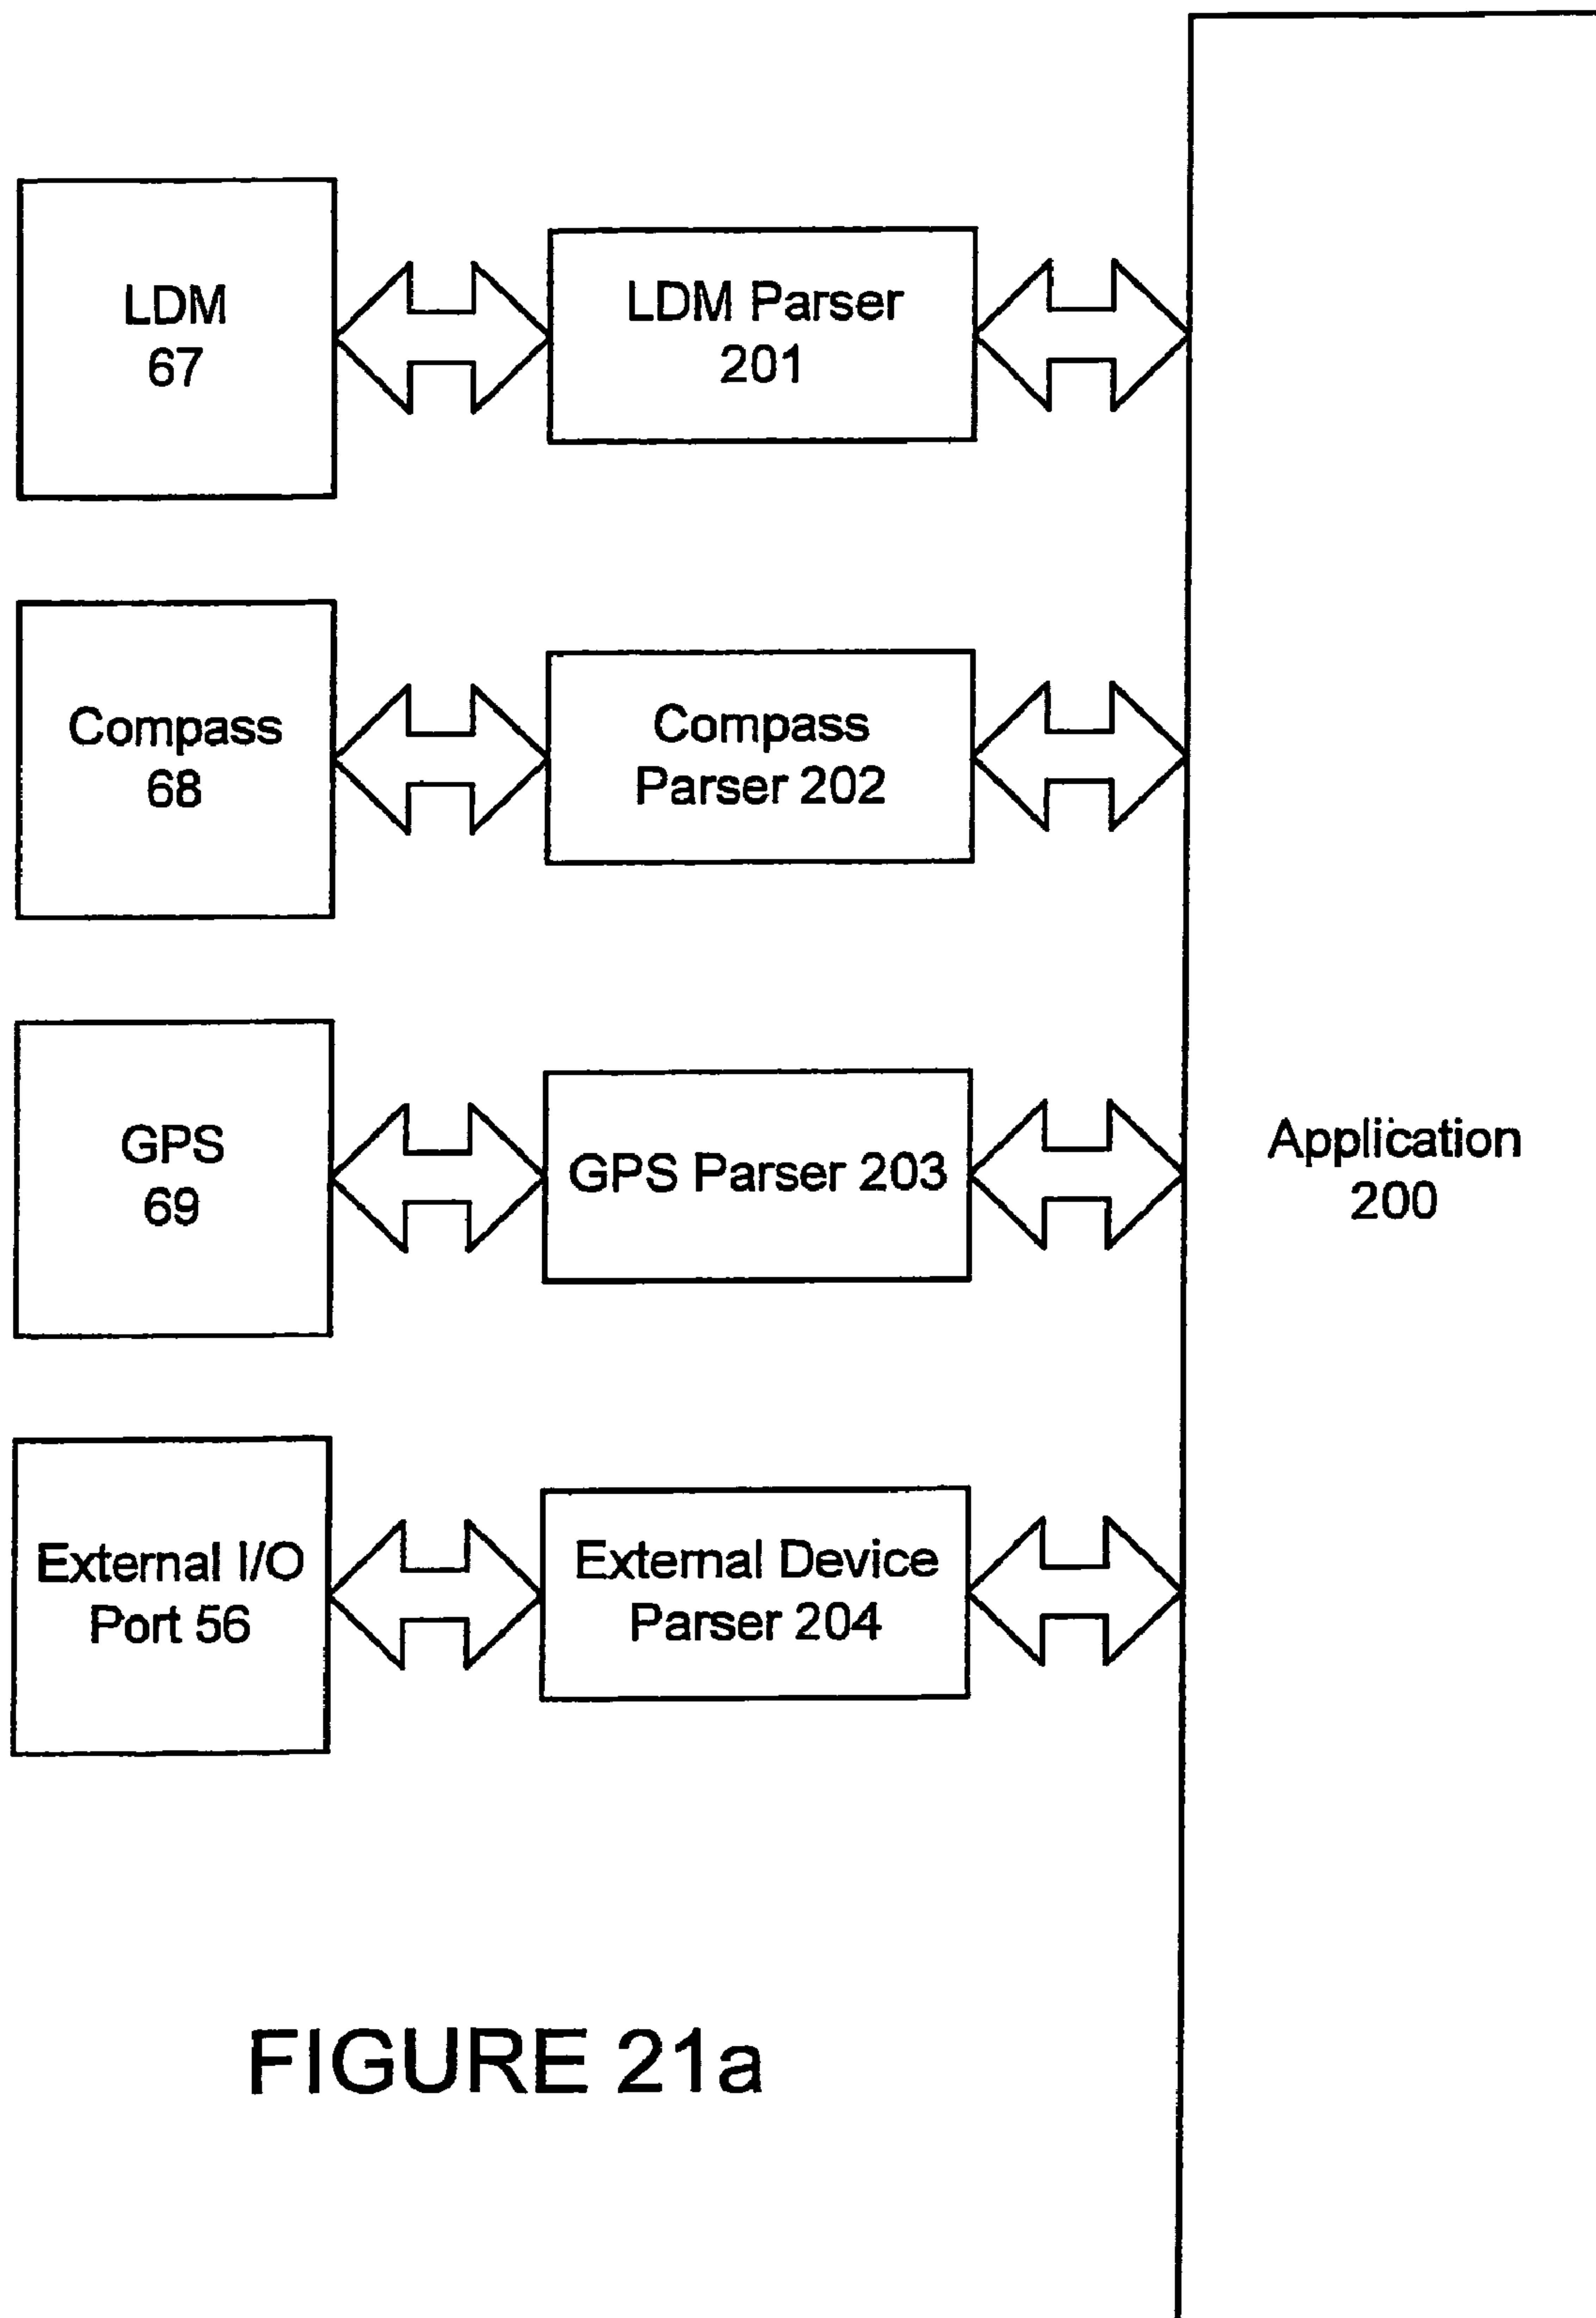 LDM
67
LDM Parser
201
Compass
68
Compass
Parser 202
GPS
69
GPS Parser 203
Application
200
External I/O
Port 56
External Device
Parser 204
FIGURE 21a